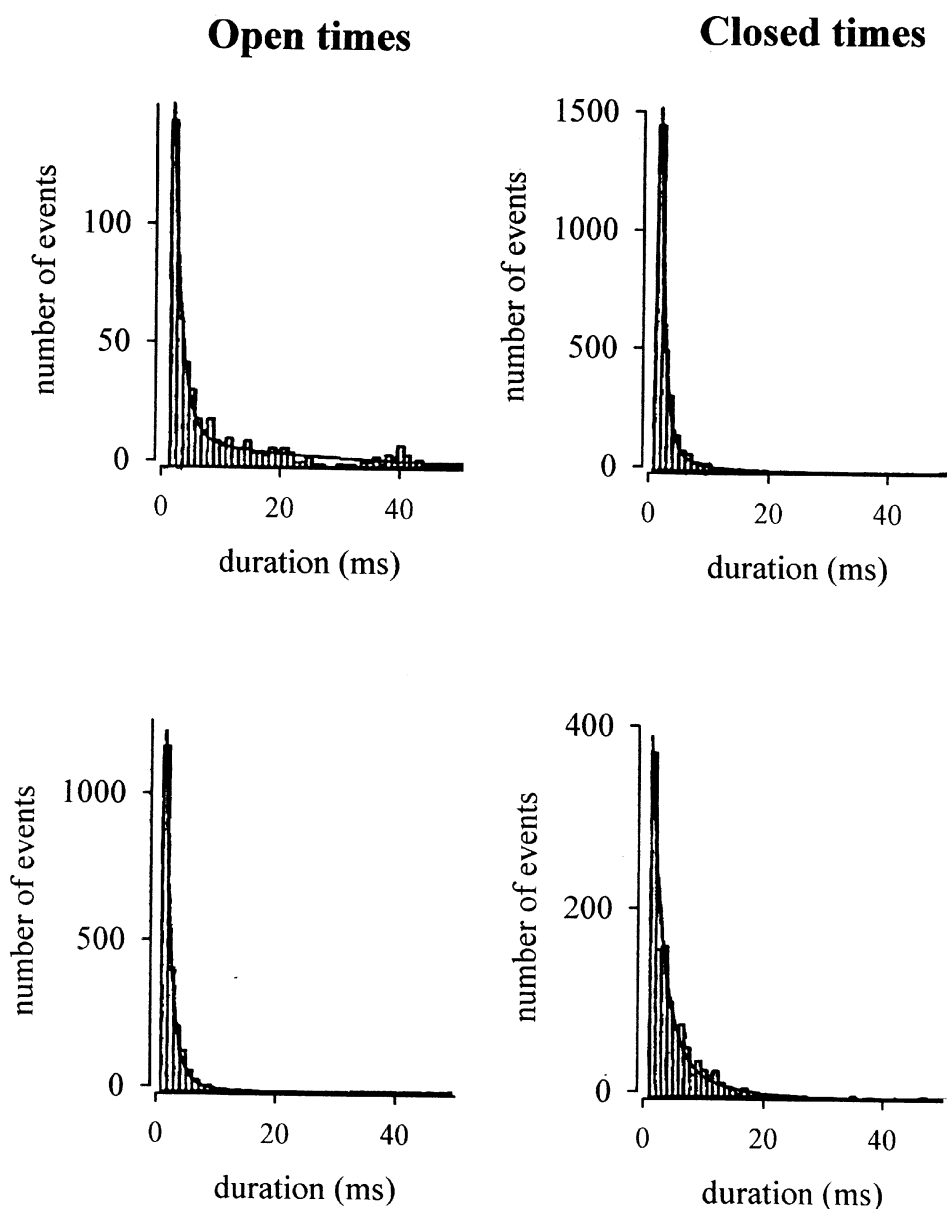 Open times
Closed times
number of events
100
50
0
0 20 40
duration (ms)
number of events
1500
1000
500
0
0 20 40
duration (ms)
number of events
1000
500
0
0 20 40
duration (ms)
number of events
400
200
0
0 20 40
duration (ms)